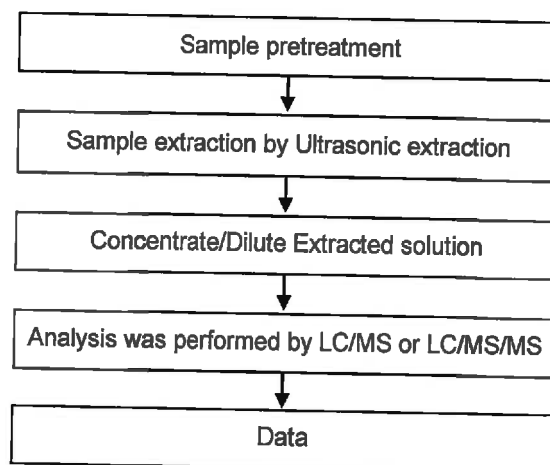 Sample pretreatment
Sample extraction by Ultrasonic extraction
Concentrate/Dilute Extracted solution
Analysis was performed by LC/MS or LC/MS/MS
Data